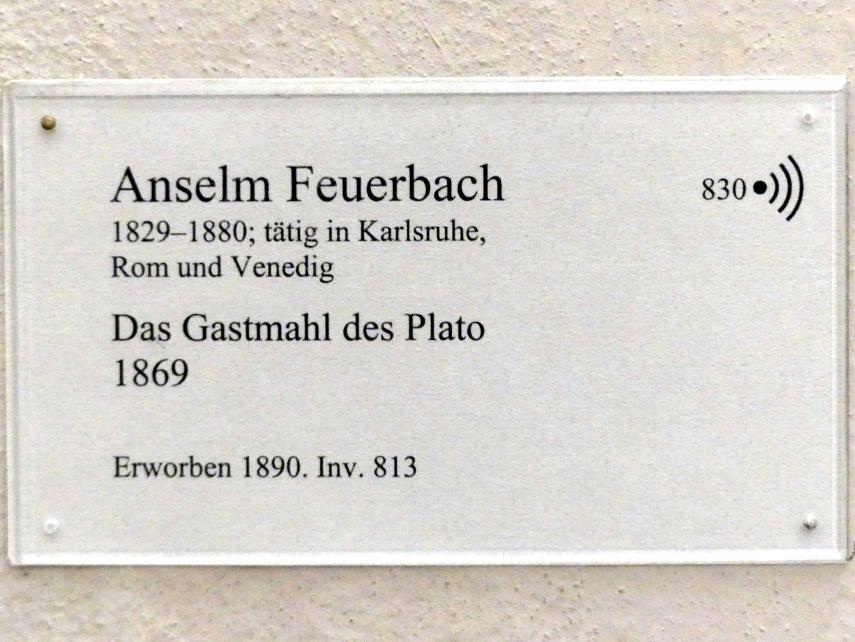 Anselm Feuerbach
830
1829–1880; tätig in Karlsruhe,
Rom und Venedig
Das Gastmahl des Plato
1869
Erworben 1890. Inv. 813